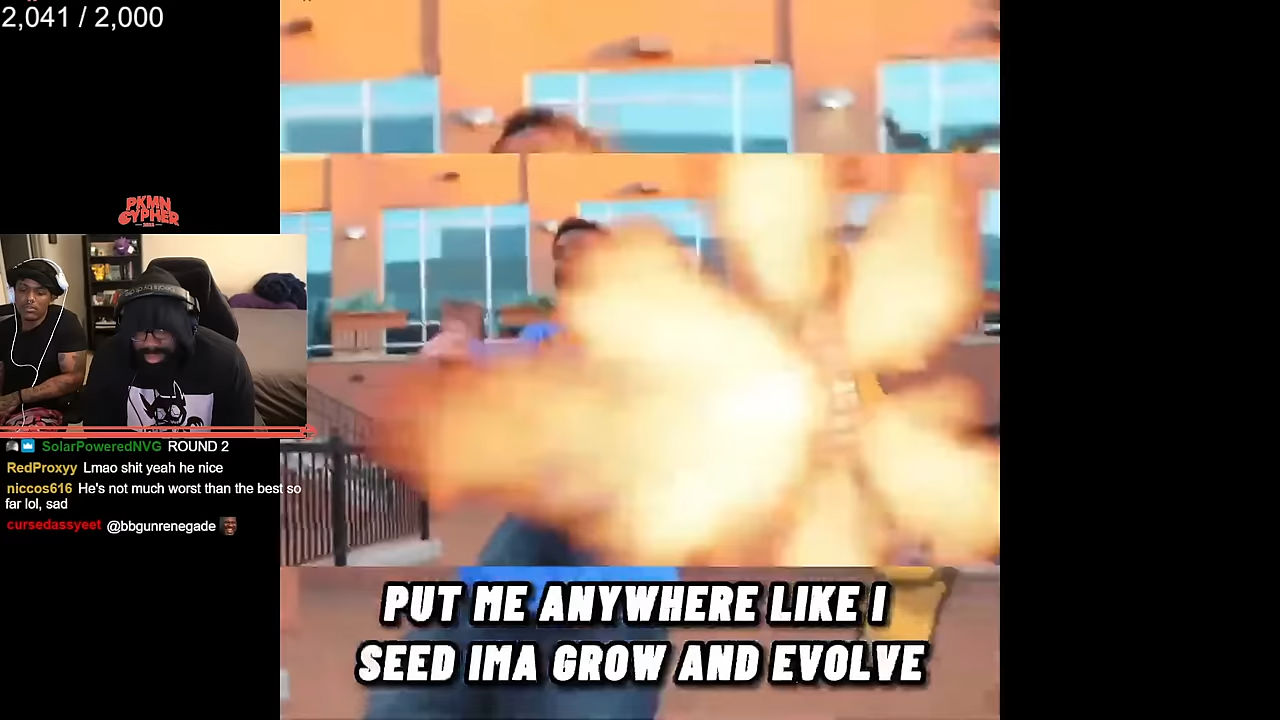 2,041 / 2,000
PKMN
CYPHER
SolarPoweredNVG ROUND 2
RedProxyy Lmao shit yeah he nice
niccos616 He's not much worst than the best so
far lol, sad
cursedassyeet @bbgunrenegade
PUT ME ANYWHERE LIKE I
SEED IMA GROW AND EVOLVE